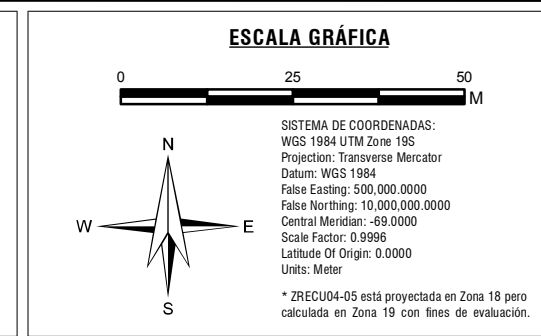 ESCALA GRÁFICA
0 25 50
M
N
W E
S
SISTEMA DE COORDENADAS:
WGS 1984 UTM Zone 19S
Projection: Transverse Mercator
Datum: WGS 1984
False Easting: 500,000.0000
False Northing: 10,000,000.0000
Central Meridian: -69.0000
Scale Factor: 0.9996
Latitude Of Origin: 0.0000
Units: Meter
* ZRECU04-05 está proyectada en Zona 18 pero
calculada en Zona 19 con fines de evaluación.